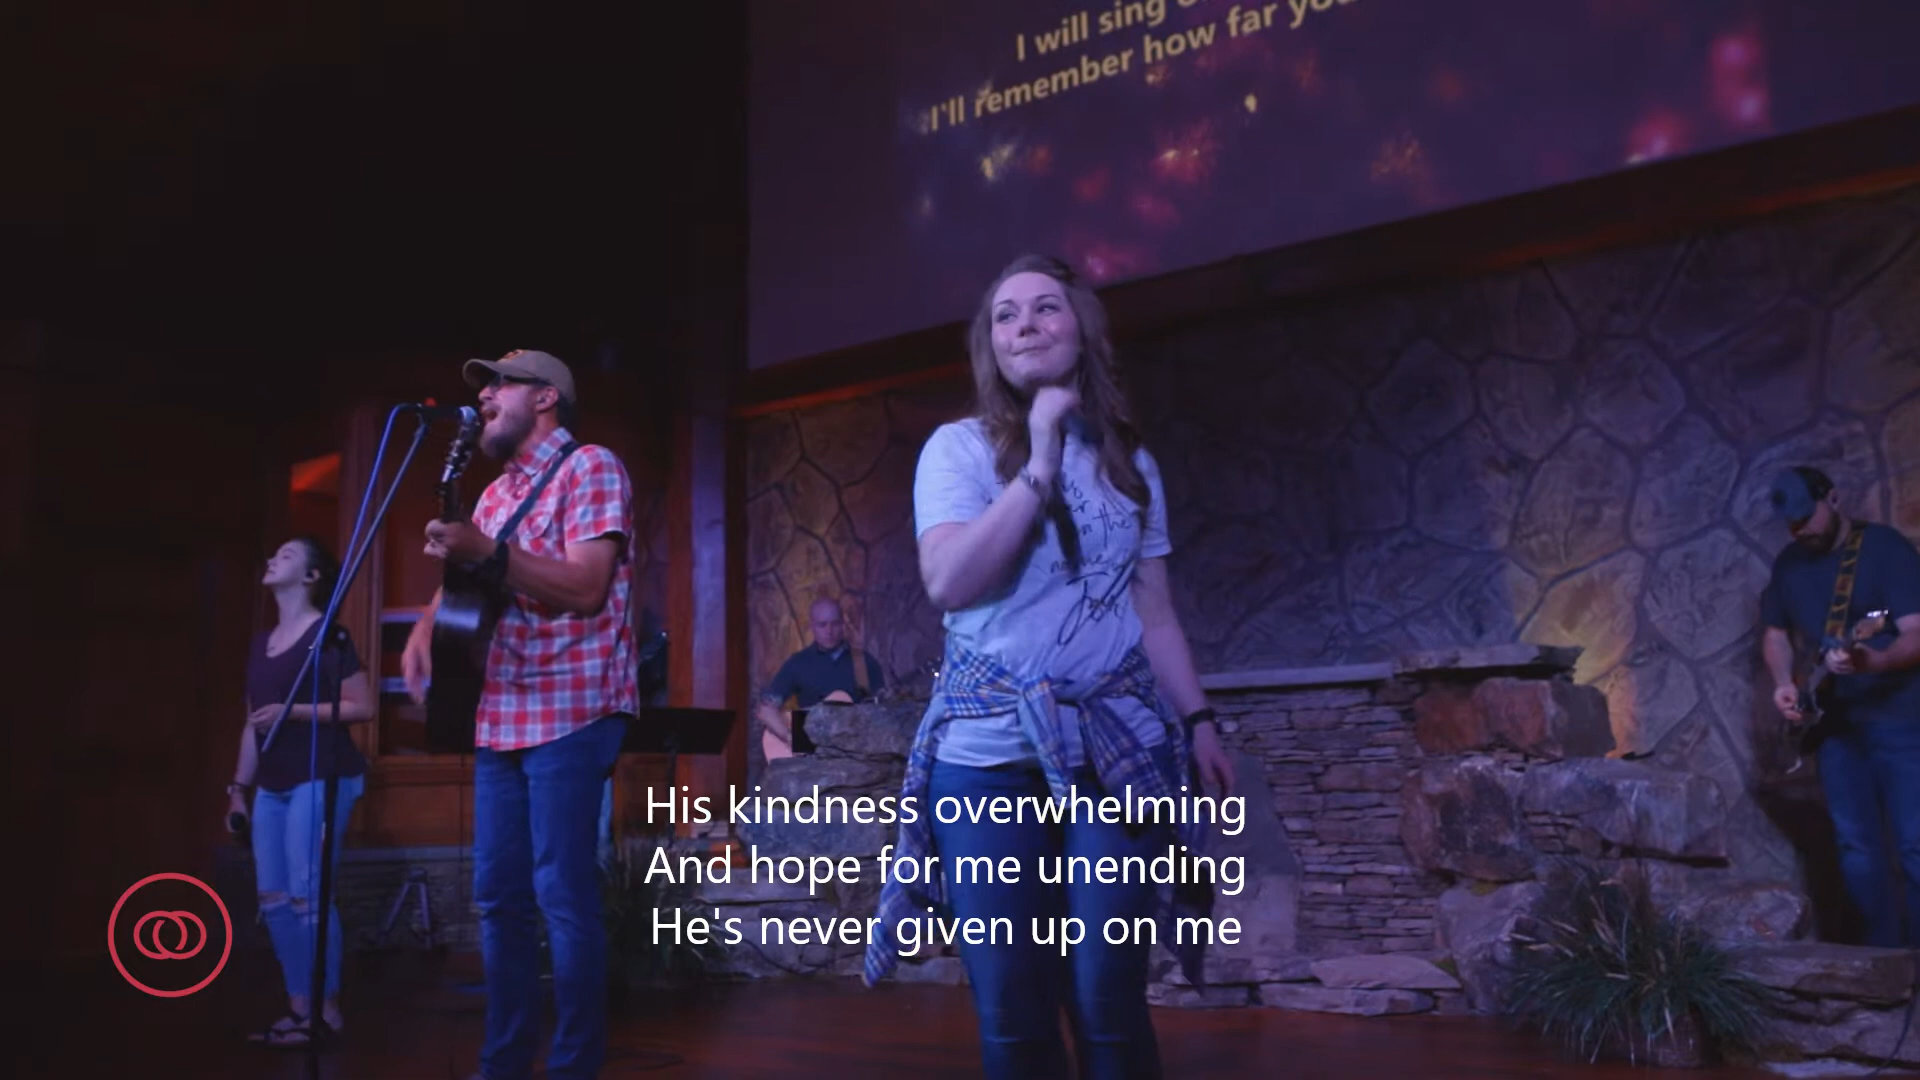 I will sing
I'll remember how far you
His kindness overwhelming
And hope for me unending
He's never given up on me